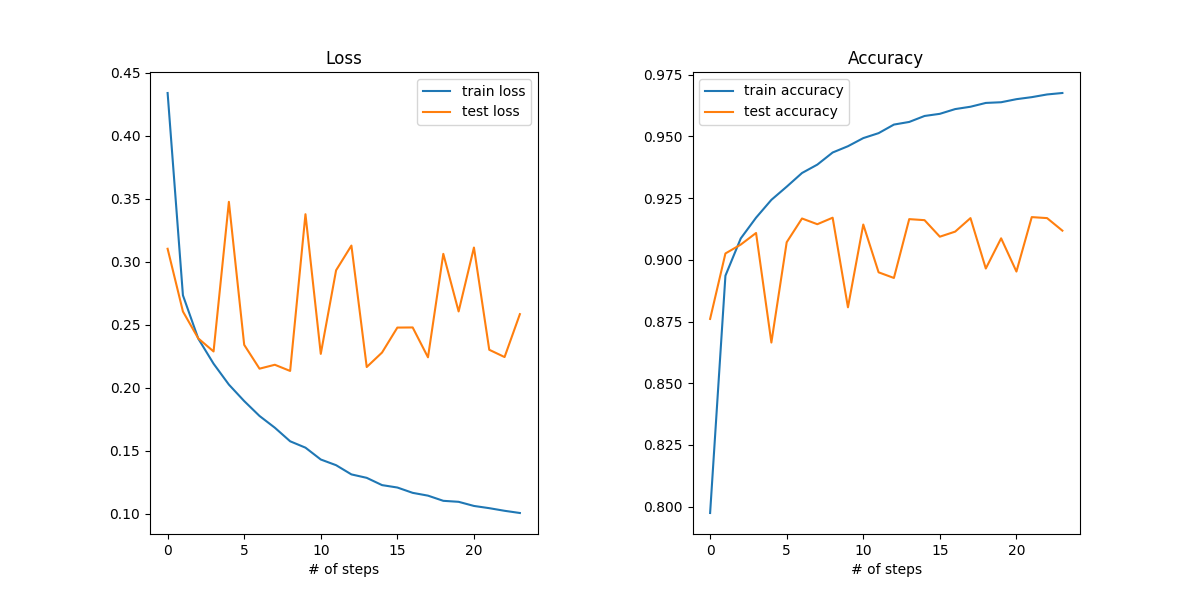 Loss
train loss
test loss
0.45
0.40
0.35
0.30
0.25
0.20
0.15
0.10
0 5 10 15 20
# of steps
Accuracy
train accuracy
test accuracy
0.975
0.950
0.925
0.900
0.875
0.850
0.825
0.800
0 5 10 15 20
# of steps